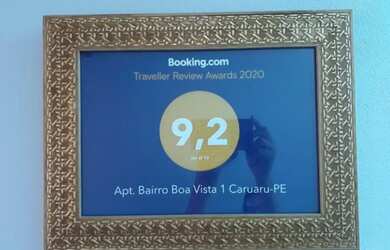 Booking.com
Traveller Review Awards 2020
9,2
Apt. Bairro Boa Vista 1 Caruaru-PE